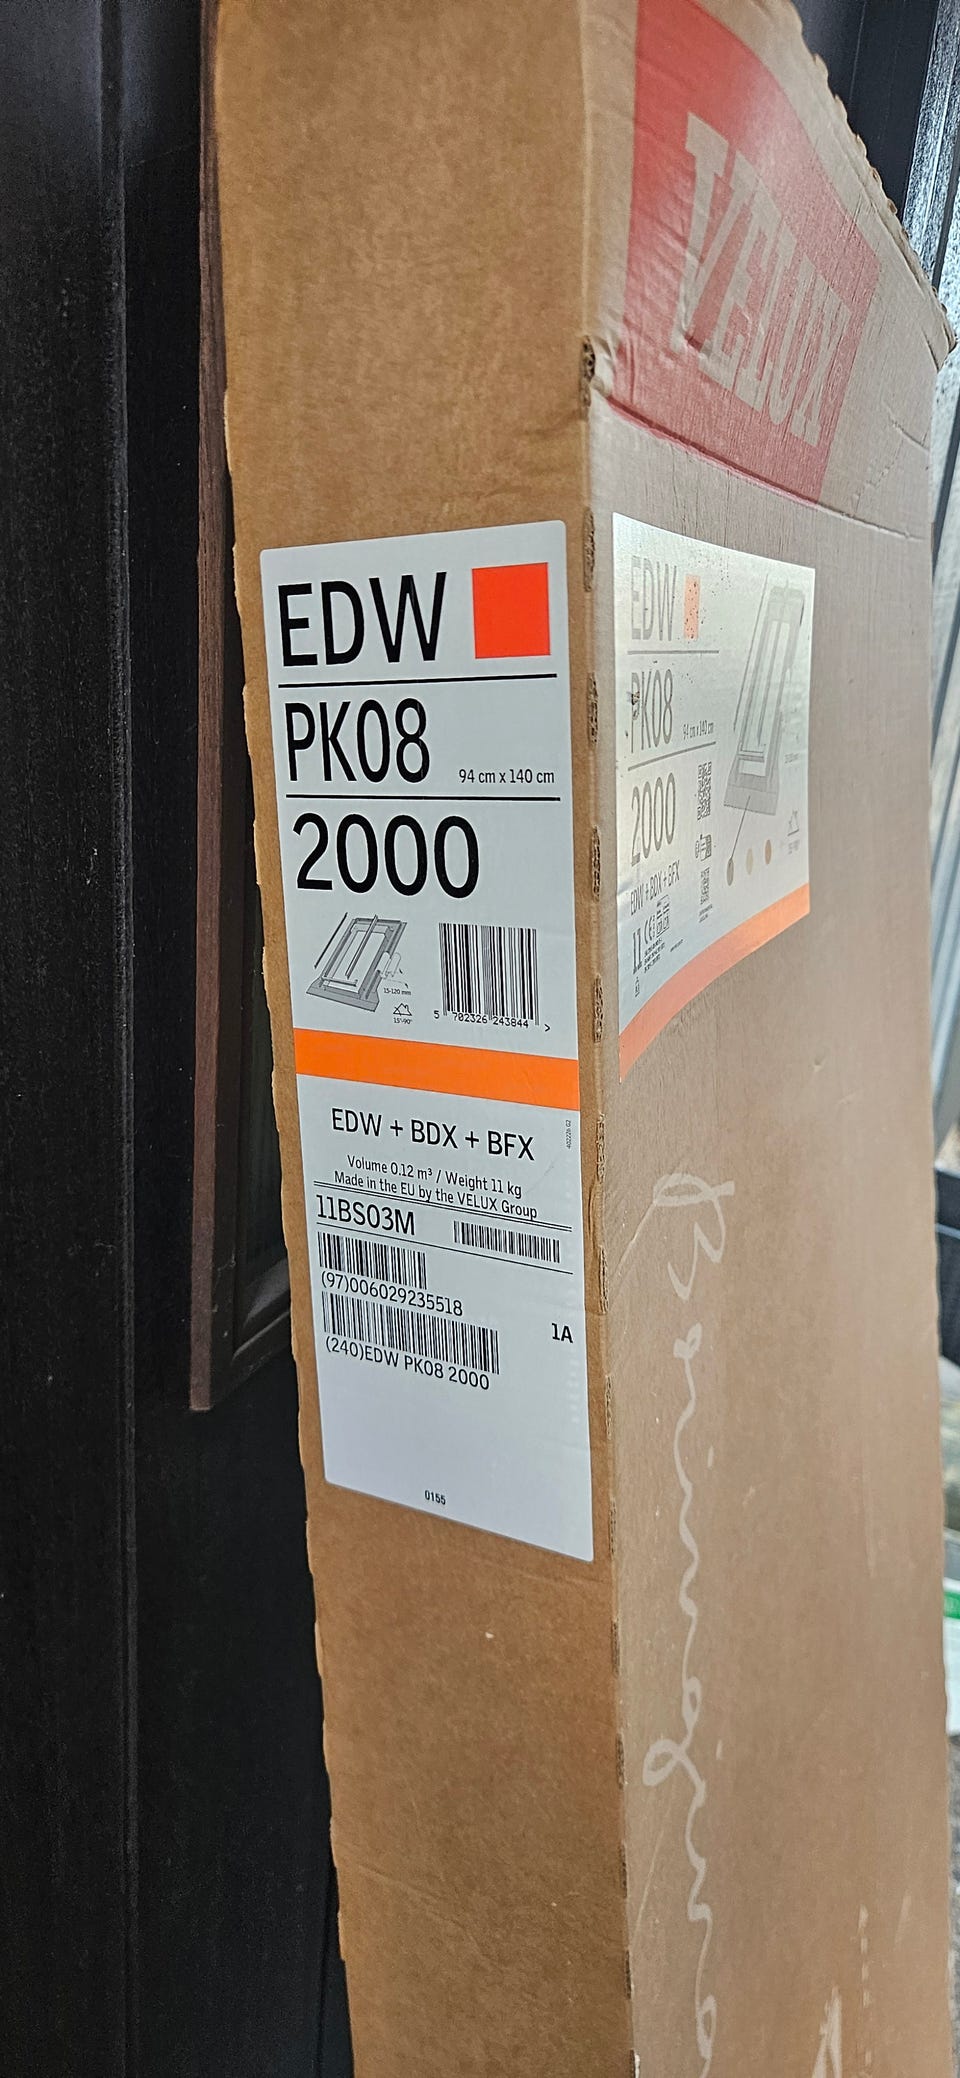 VELUX
EDW
PK08 94 cm x 140 cm
2000
15-120 mm
15°-90°
5 702326 243844 >
EDW + BDX + BFX
Volume 0.12 m³ / Weight 11 kg
Made in the EU by the VELUX Group
11BS03M
(97)006029235518
1A
(240)EDW PK08 2000
0155
EDW
PK08 94 cm x 140 cm
2000
EDW + BDX + BFX
11 CE